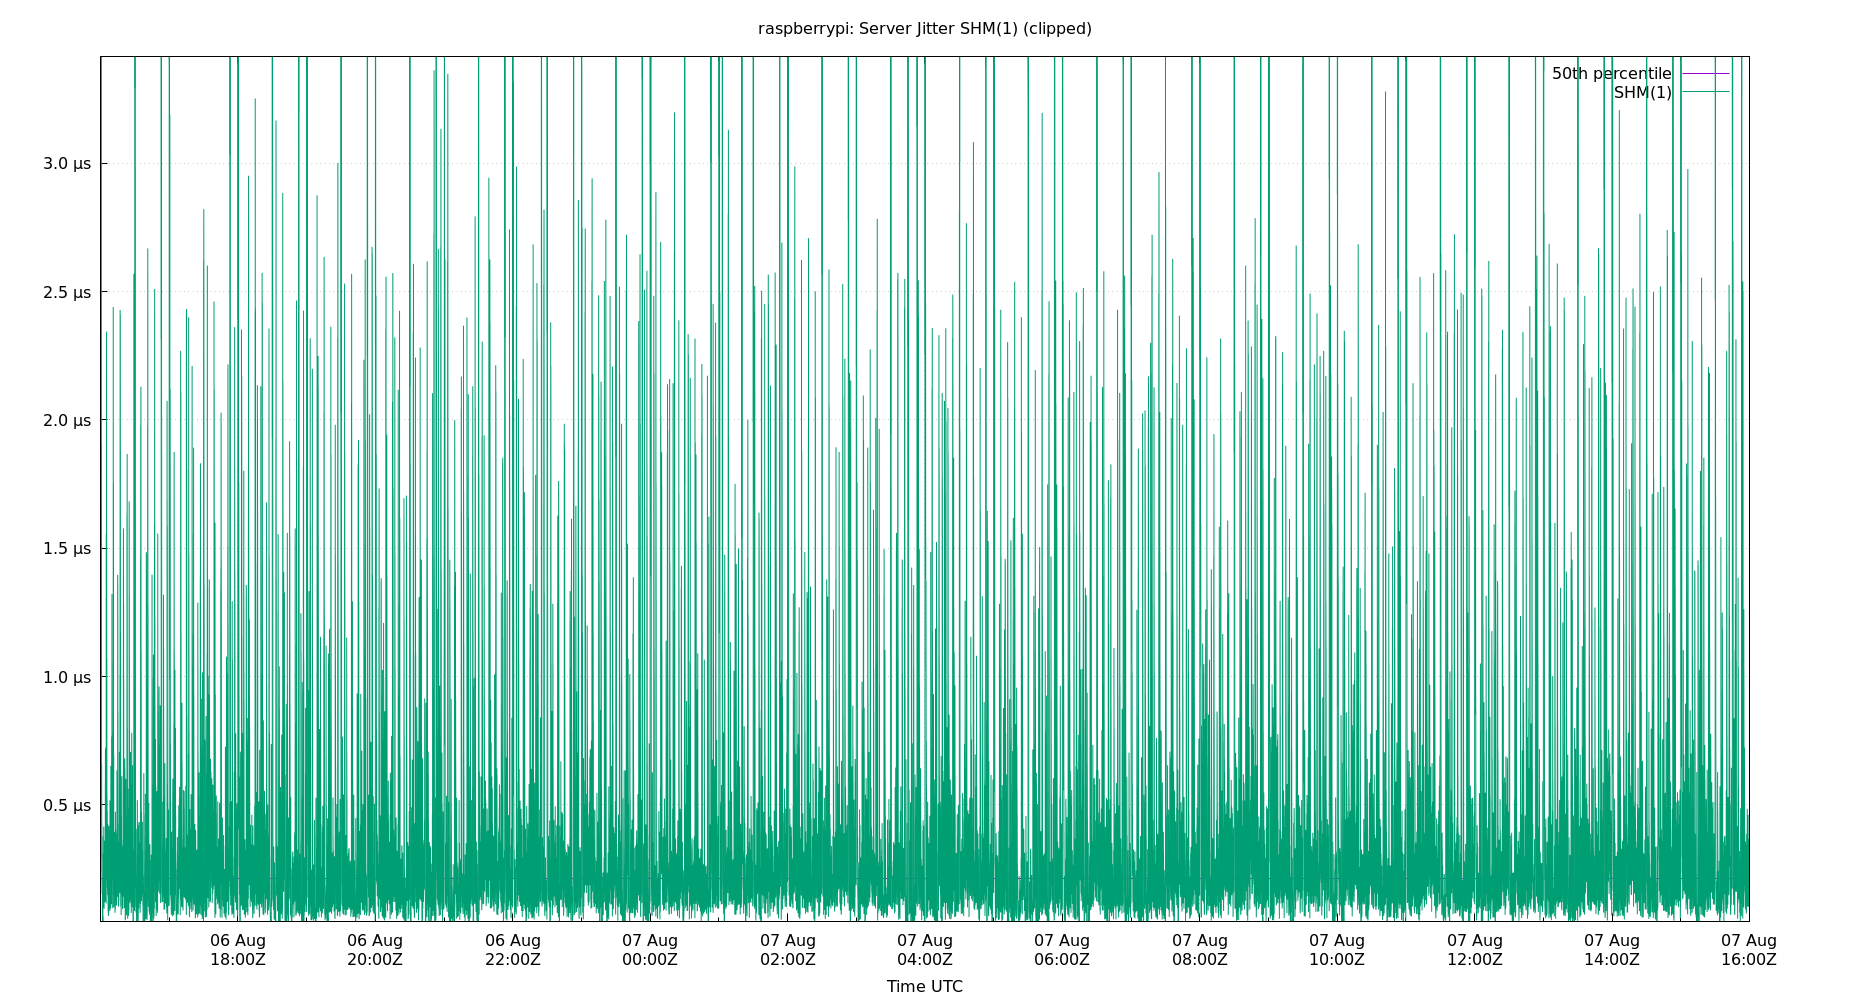 raspberrypi: Server Jitter SHM(1) (clipped)
50th percentile
SHM(1)
3.0 µs
2.5 µs
2.0 µs
1.5 µs
1.0 µs
0.5 µs
06 Aug 06 Aug 06 Aug 07 Aug 07 Aug 07 Aug 07 Aug 07 Aug 07 Aug 07 Aug 07 Aug 07 Aug
18:00Z 20:00Z 22:00Z 00:00Z 02:00Z 04:00Z 06:00Z 08:00Z 10:00Z 12:00Z 14:00Z 16:00Z
Time UTC